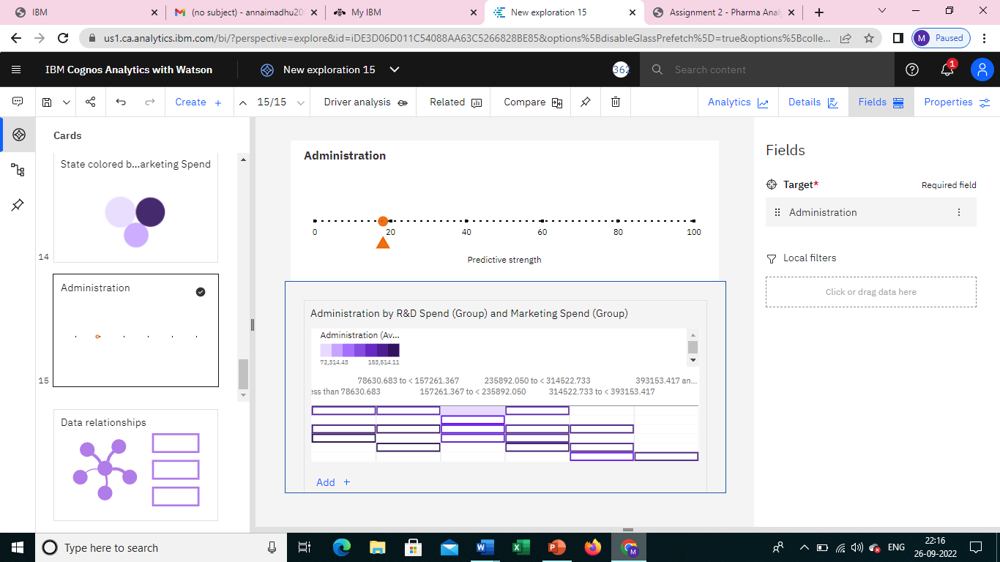 IBM
(no subject) - annaimadhu20
My IBM
New exploration 15
Assignment 2 - Pharma Anal
us1.ca.analytics.ibm.com/bi/?perspective=explore&id=iDE3D06D011C54088AA63C5266828BE85&options%5BdisableGlassPrefetch%5D=true&options%5Bcolle...
M
Paused
IBM Cognos Analytics with Watson
New exploration 15
362
Search content
1
Create +
15/15
Driver analysis
Related
Compare
Analytics
Details
Fields
Properties
Cards
State colored b...arketing Spend
14
Administration
15
Data relationships
Administration
0 20 40 60 80 100
Predictive strength
Administration by R&D Spend (Group) and Marketing Spend (Group)
Administration (Av...
72,314.43 153,514.11
78630.683 to < 157261.367 235892.050 to < 314522.733 393153.417 an...
ess than 78630.683 157261.367 to < 235892.050 314522.733 to < 393153.417
Add +
Fields
Target* Required field
Administration
Local filters
Click or drag data here
Type here to search
ENG
22:16
26-09-2022